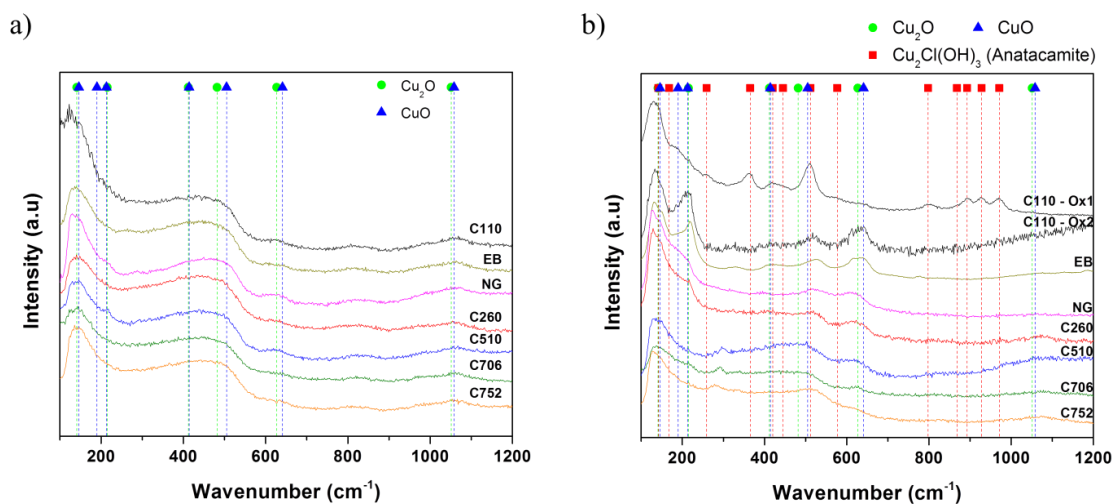 a)
Cu₂O
CuO
C110
EB
NG
C260
C510
C706
C752
Intensity (a.u)
200 400 600 800 1000 1200
Wavenumber (cm⁻¹)
b)
Cu₂O CuO
Cu₂Cl(OH)₃ (Anatacamite)
C110 - Ox1
C110 - Ox2
EB
NG
C260
C510
C706
C752
Intensity (a.u)
200 400 600 800 1000 1200
Wavenumber (cm⁻¹)